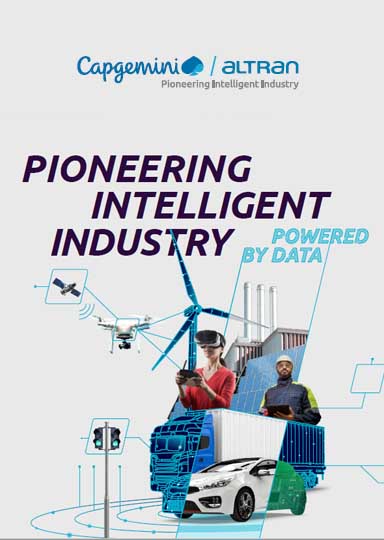 Capgemini / ALTRAN
Pioneering Intelligent Industry
PIONEERING
INTELLIGENT
INDUSTRY
POWERED
BY DATA